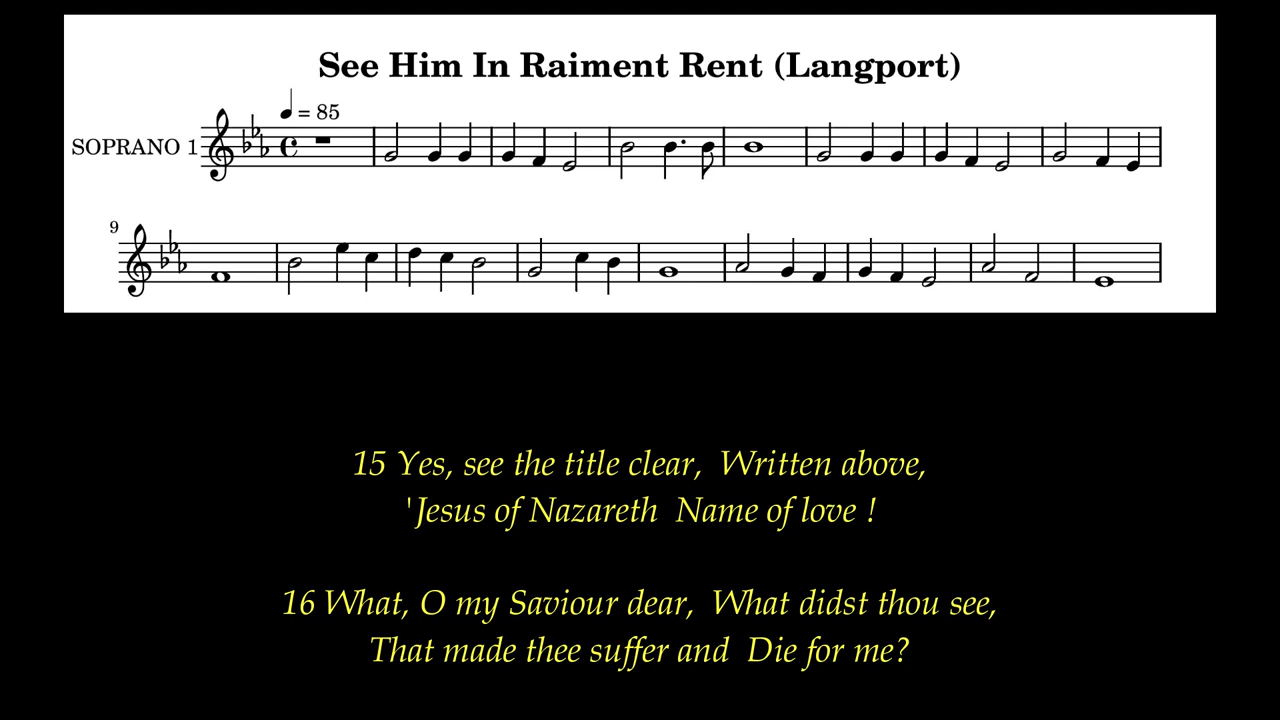 See Him In Raiment Rent (Langport)
= 85
SOPRANO 1
9
15 Yes, see the title clear,  Written above,
'Jesus of Nazareth  Name of love !
16 What, O my Saviour dear,  What didst thou see,
That made thee suffer and  Die for me?